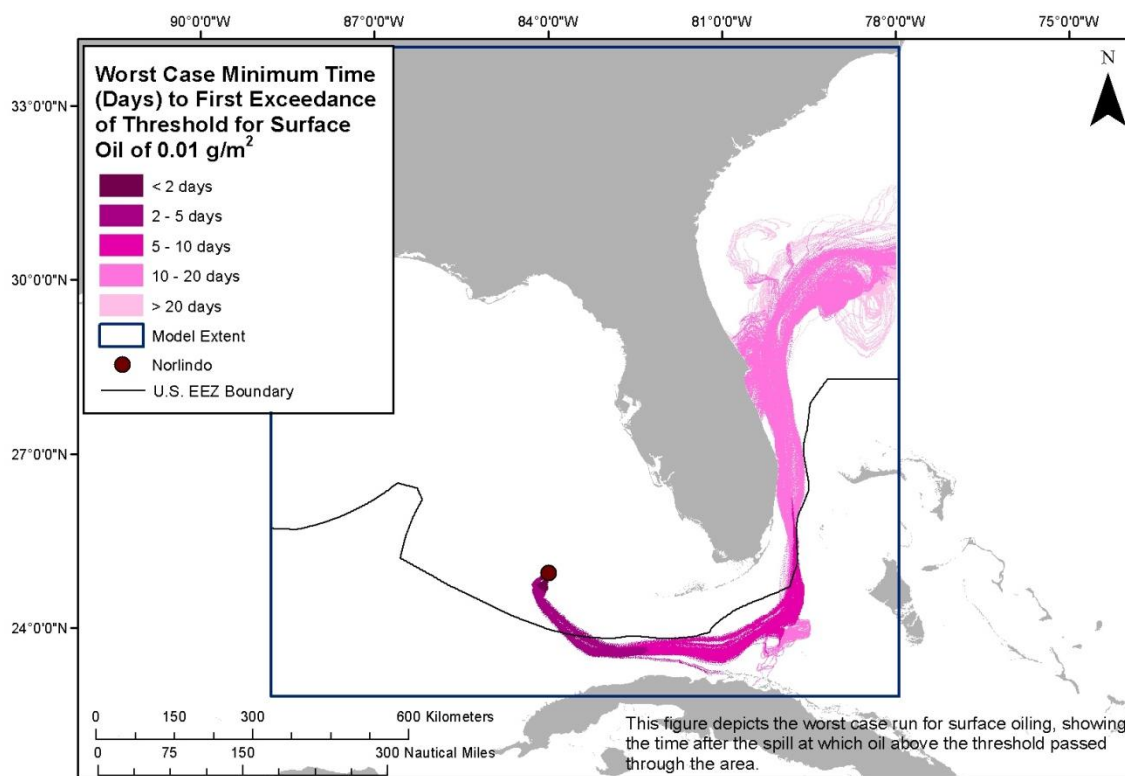 90°0'0"W 87°0'0"W 84°0'0"W 81°0'0"W 78°0'0"W 75°0'0"W
N
33°0'0"N
30°0'0"N
27°0'0"N
24°0'0"N
Worst Case Minimum Time
(Days) to First Exceedance
of Threshold for Surface
Oil of 0.01 g/m²
< 2 days
2 - 5 days
5 - 10 days
10 - 20 days
> 20 days
Model Extent
Norlindo
U.S. EEZ Boundary
0 150 300 600 Kilometers
0 75 150 300 Nautical Miles
This figure depicts the worst case run for surface oiling, showing
the time after the spill at which oil above the threshold passed
through the area.